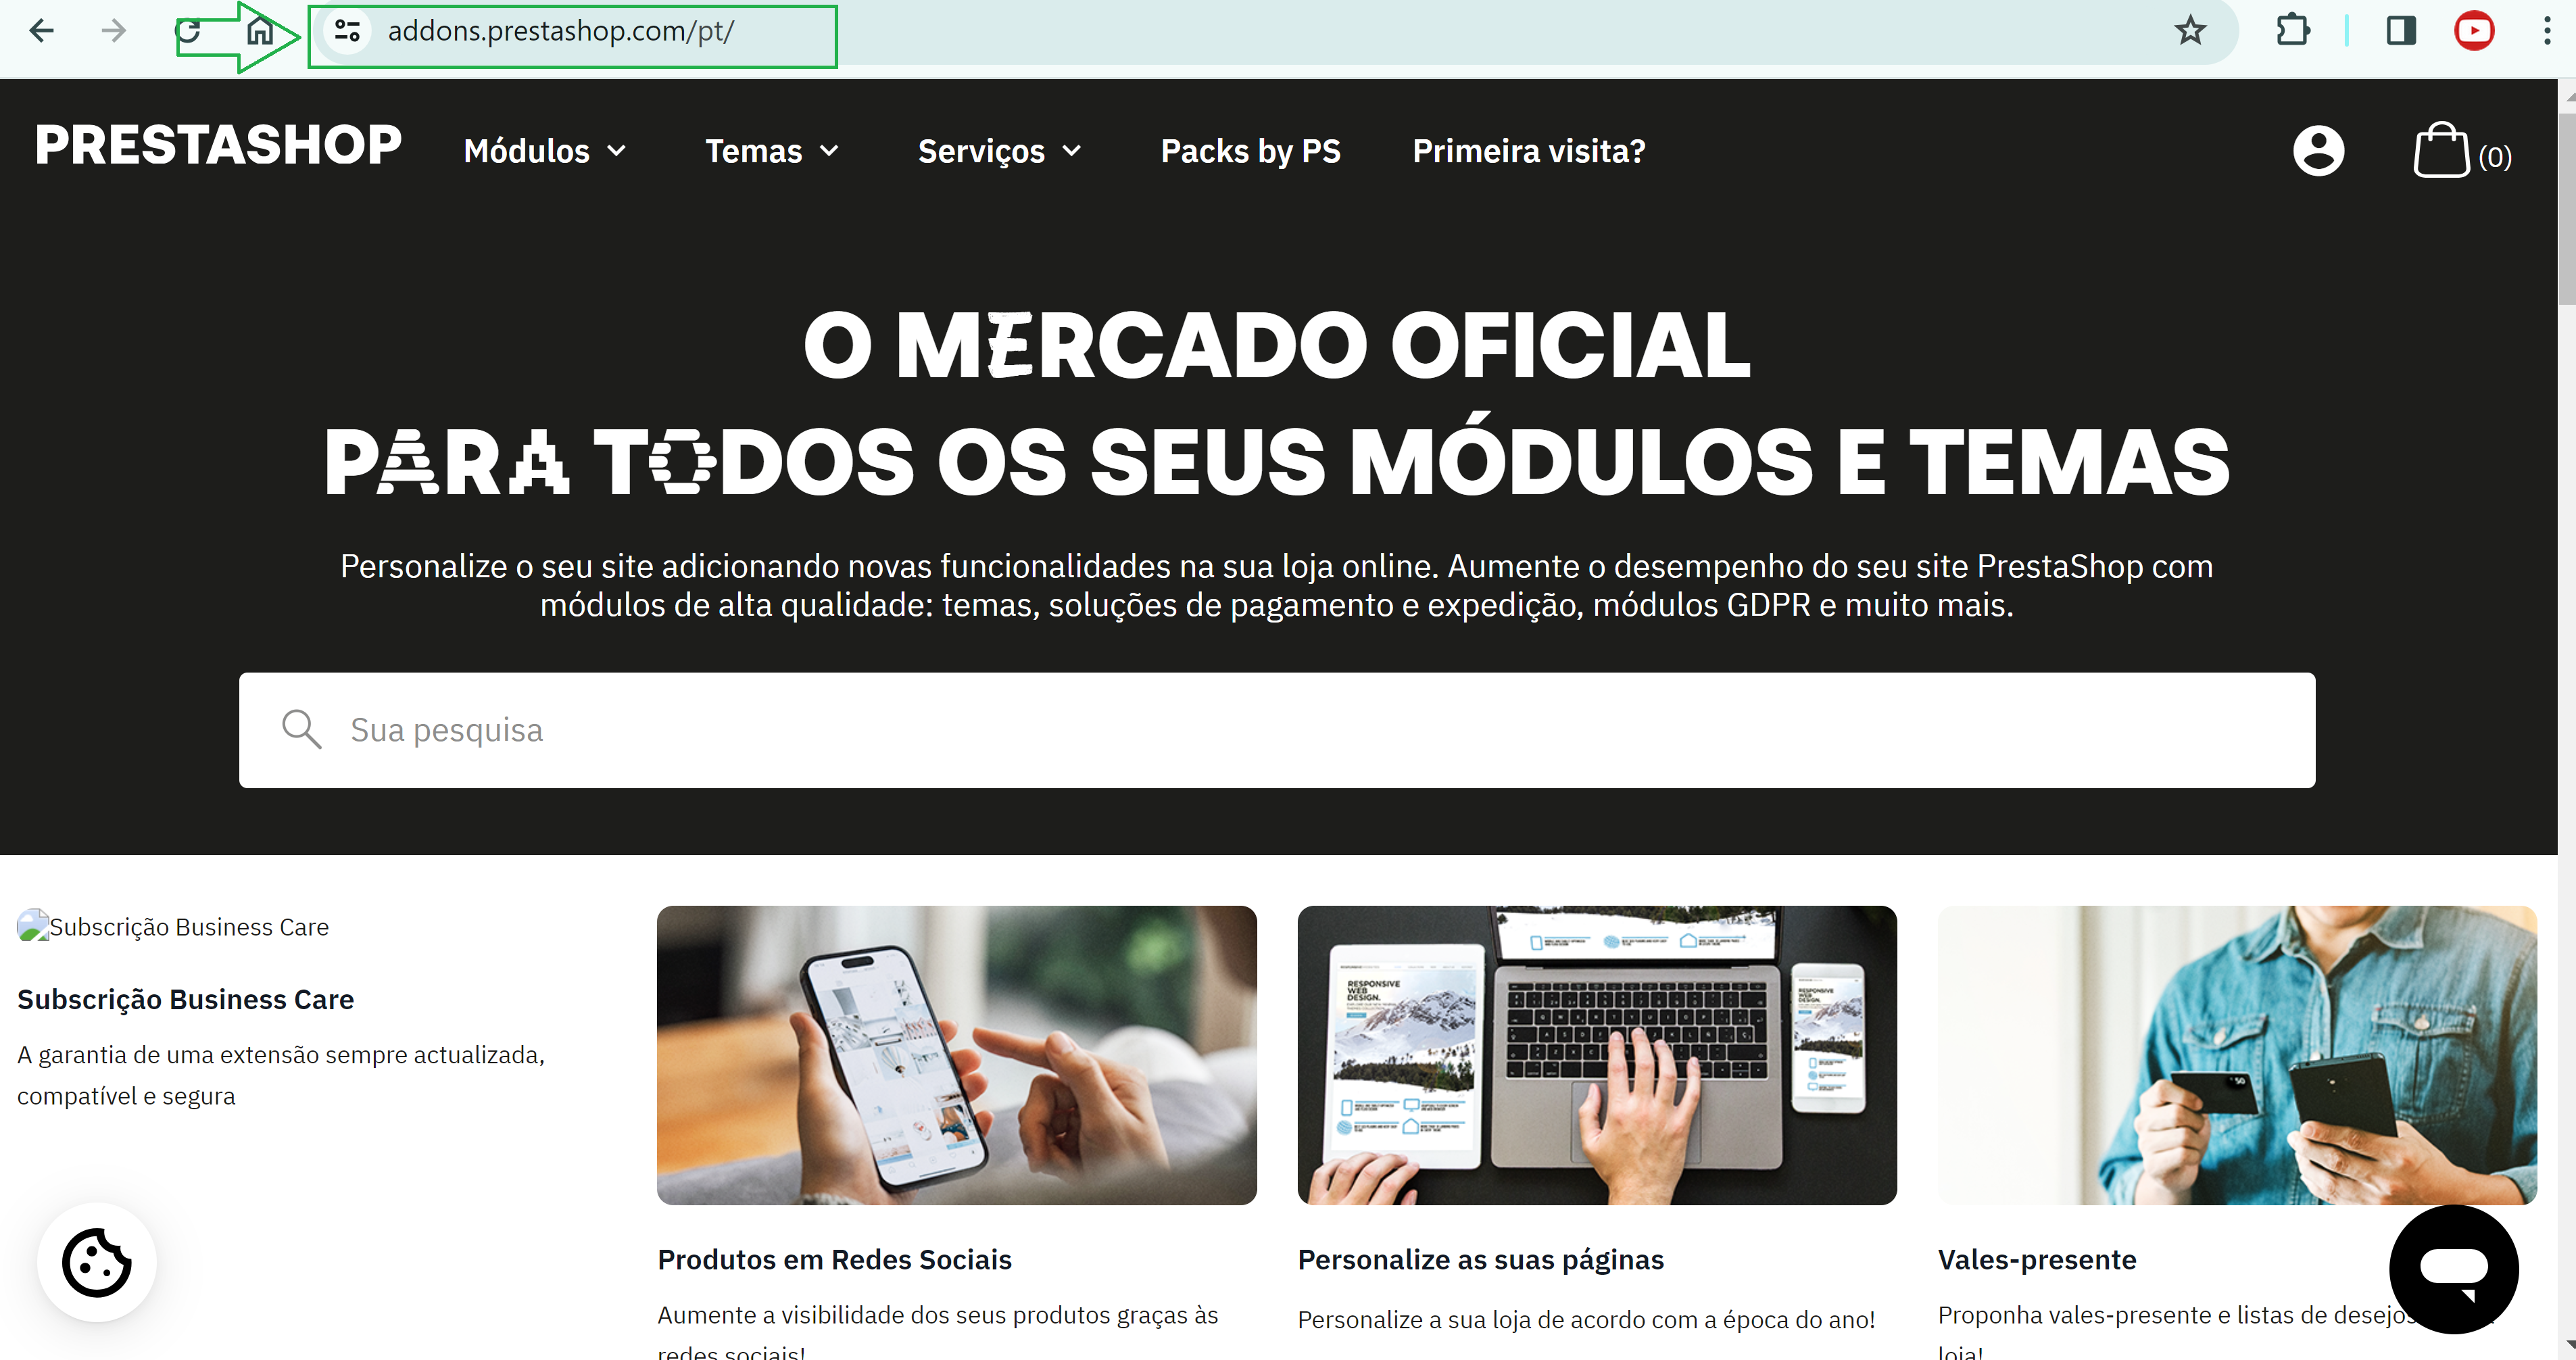 addons.prestashop.com/pt/
PRESTASHOP
Módulos
Temas
Serviços
Packs by PS
Primeira visita?
(0)
O MERCADO OFICIAL
PARA TODOS OS SEUS MÓDULOS E TEMAS
Personalize o seu site adicionando novas funcionalidades na sua loja online. Aumente o desempenho do seu site PrestaShop com
módulos de alta qualidade: temas, soluções de pagamento e expedição, módulos GDPR e muito mais.
Sua pesquisa
Subscrição Business Care
Subscrição Business Care
A garantia de uma extensão sempre actualizada,
compatível e segura
RESPONSIVE
WEB
DESIGN.
RESPONSIVE
WEB
DESIGN.
Produtos em Redes Sociais
Aumente a visibilidade dos seus produtos graças às
redes sociais!
Personalize as suas páginas
Personalize a sua loja de acordo com a época do ano!
Vales-presente
Proponha vales-presente e listas de desejos
loja!